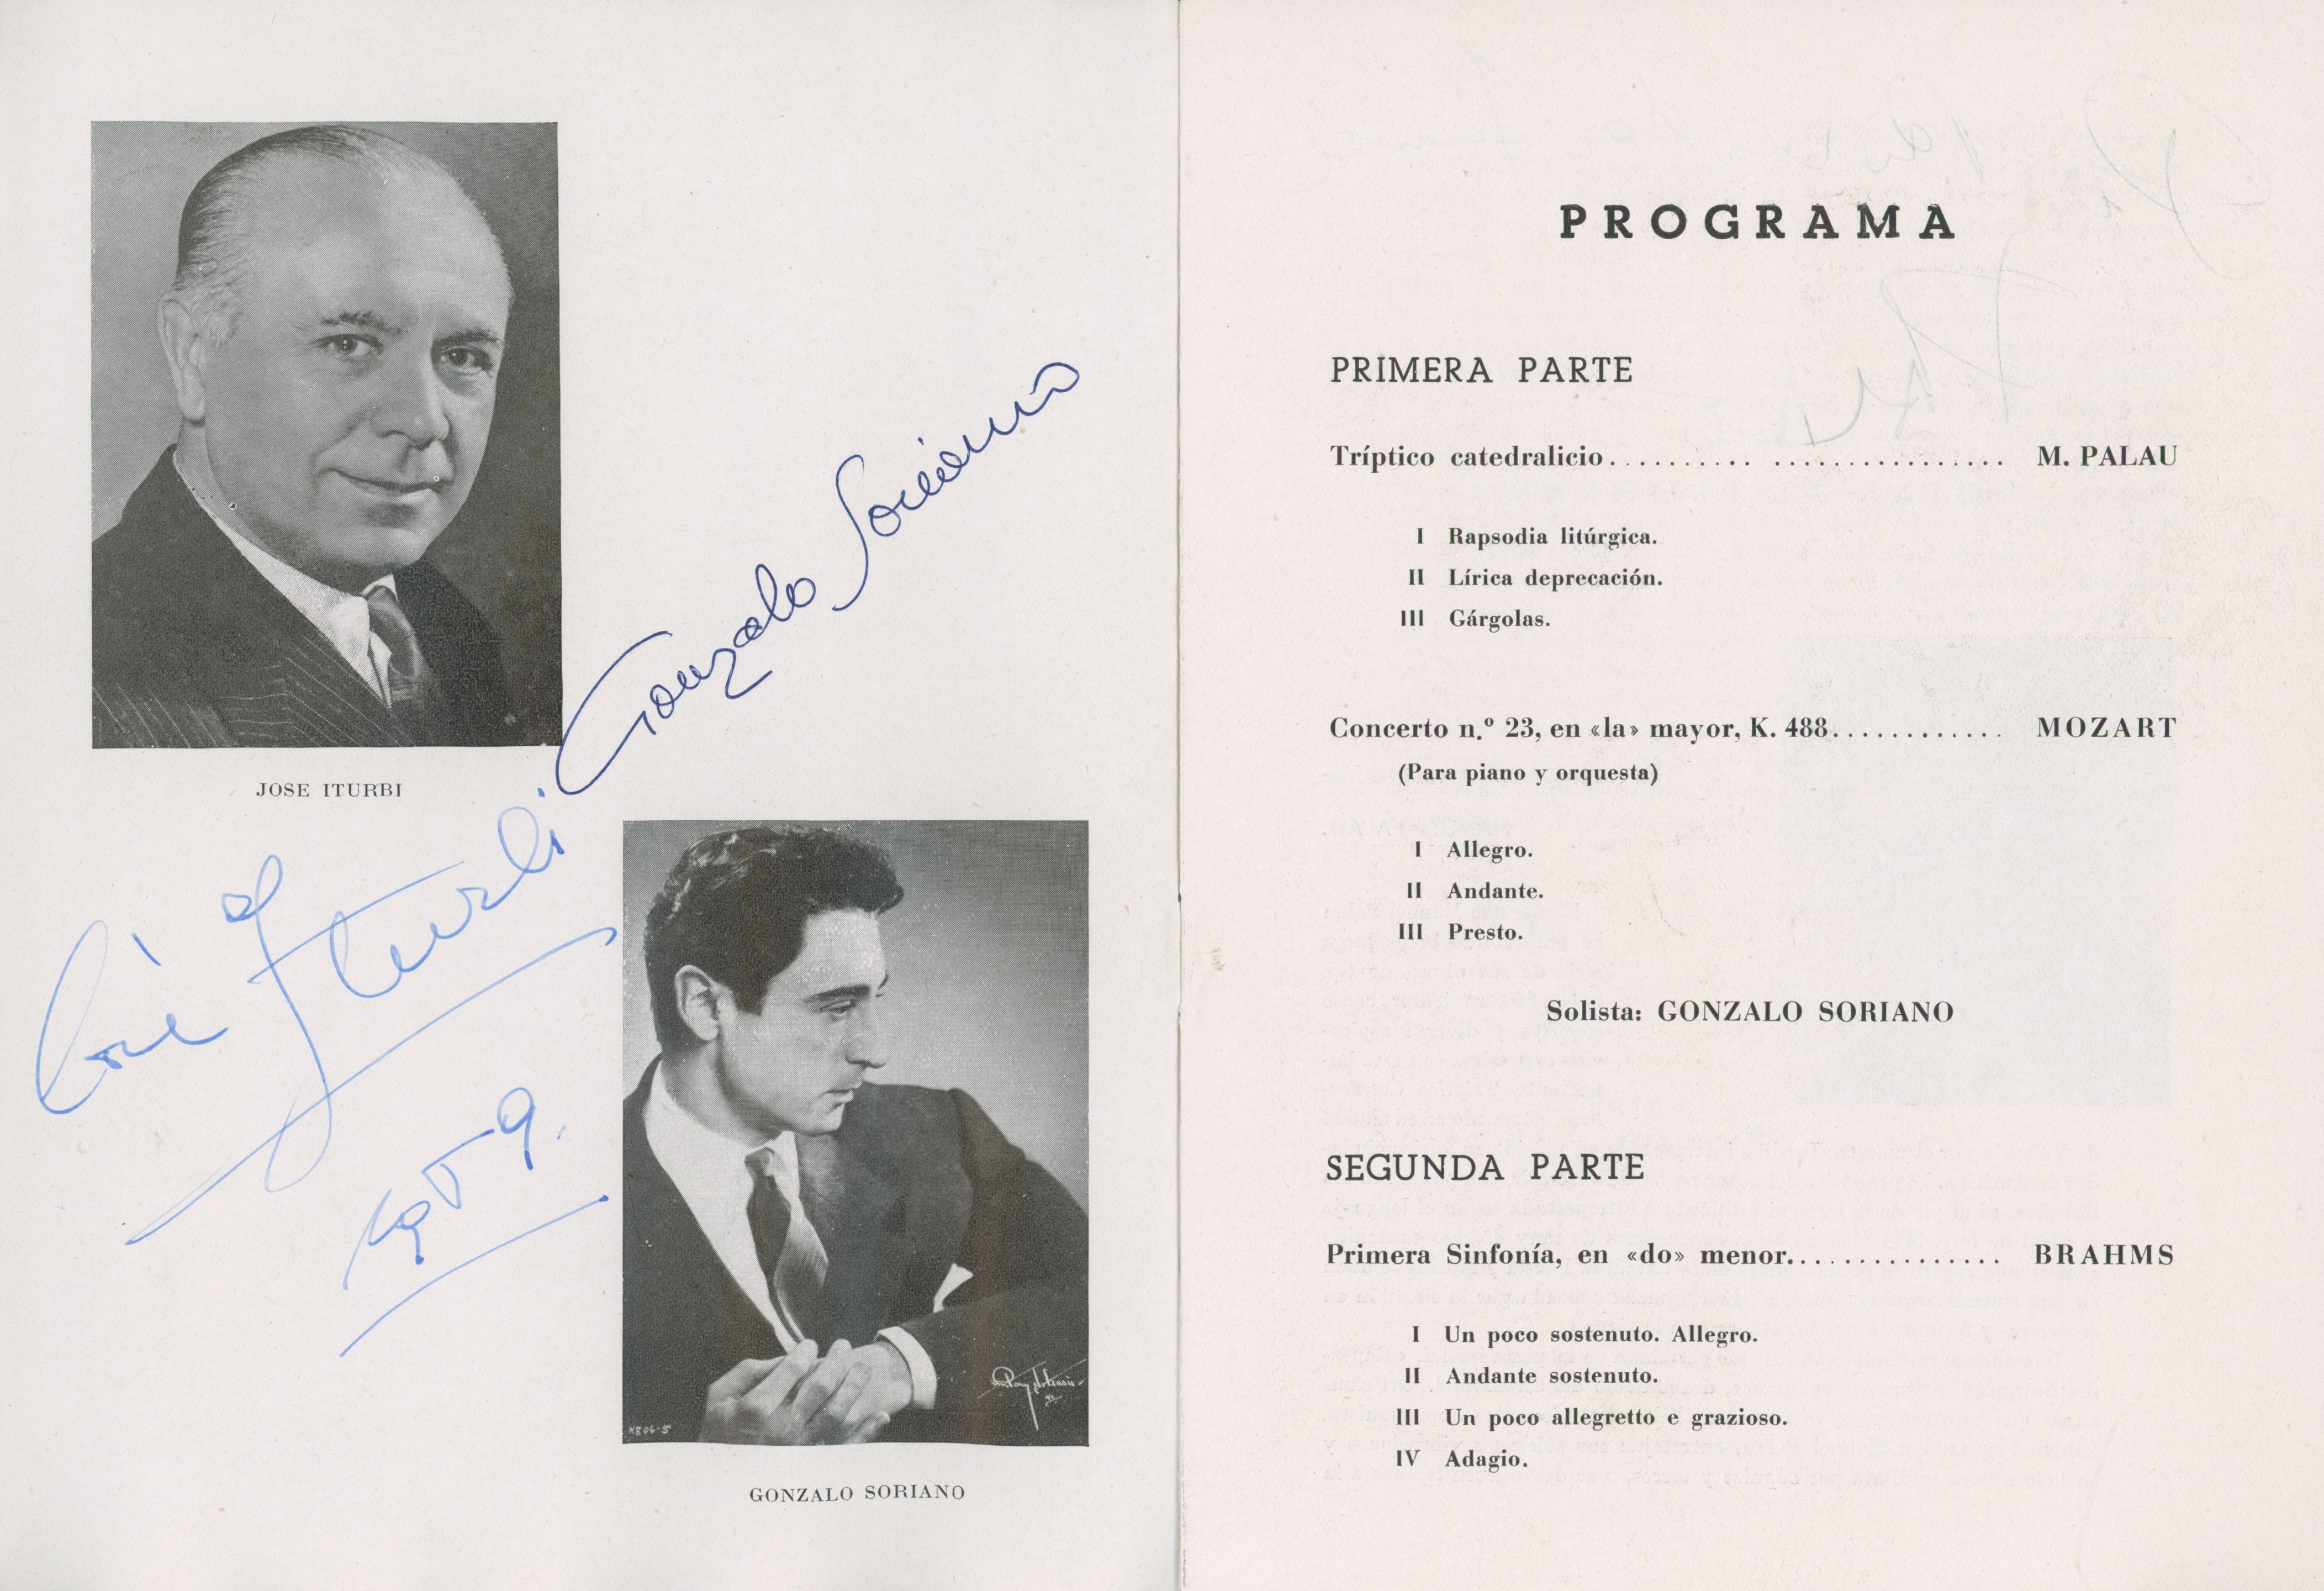 JOSE ITURBI
Gonzalo Soriano
José Iturbi
1959.
H806-5
GONZALO SORIANO
PROGRAMA
PRIMERA PARTE
Tríptico catedralicio.......... ................ M. PALAU
I Rapsodia litúrgica.
II Lírica deprecación.
III Gárgolas.
Concerto n.º 23, en «la» mayor, K. 488............ MOZART
(Para piano y orquesta)
I Allegro.
II Andante.
III Presto.
Solista: GONZALO SORIANO
SEGUNDA PARTE
Primera Sinfonía, en «do» menor............... BRAHMS
I Un poco sostenuto. Allegro.
II Andante sostenuto.
III Un poco allegretto e grazioso.
IV Adagio.